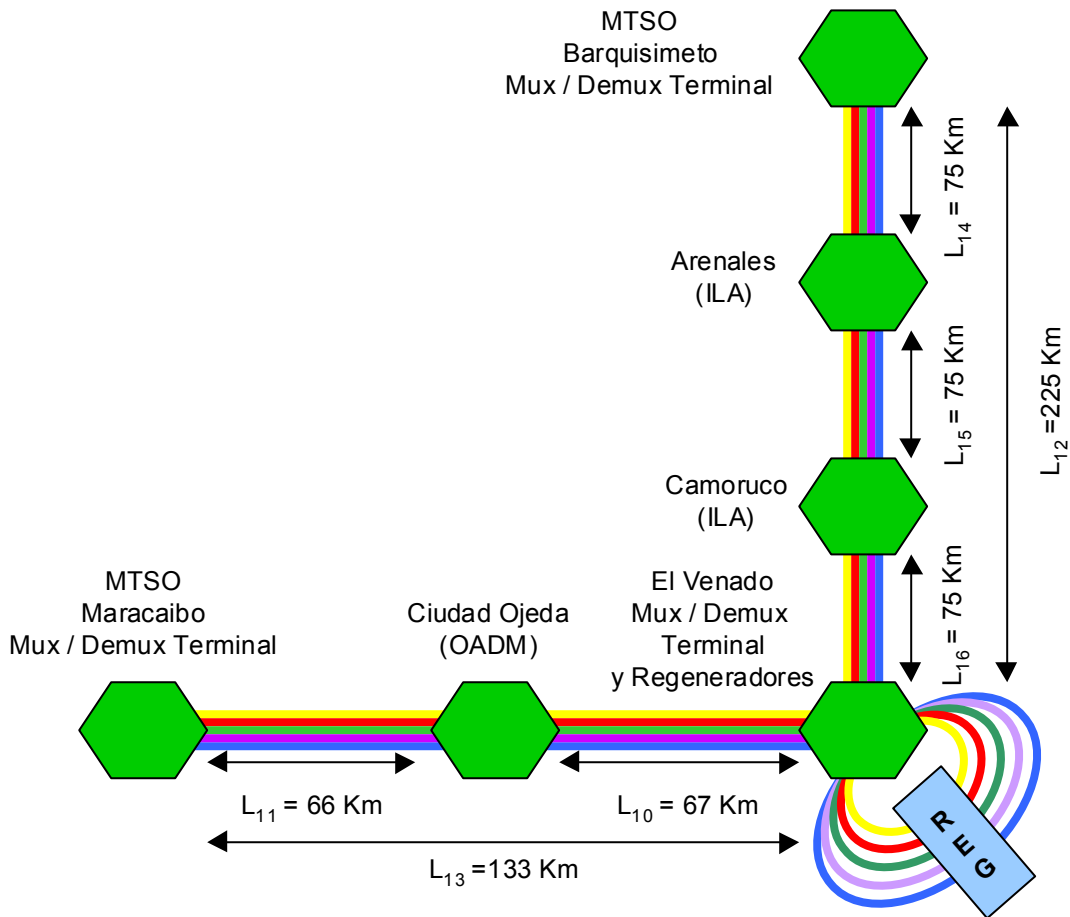 MTSO
Barquisimeto
Mux / Demux Terminal
L14 = 75 Km
Arenales
(ILA)
L15 = 75 Km
L12 =225 Km
Camoruco
(ILA)
L16 = 75 Km
MTSO
Maracaibo
Mux / Demux Terminal
Ciudad Ojeda
(OADM)
El Venado
Mux / Demux
Terminal
y Regeneradores
L11 = 66 Km
L10 = 67 Km
L13 =133 Km
REG